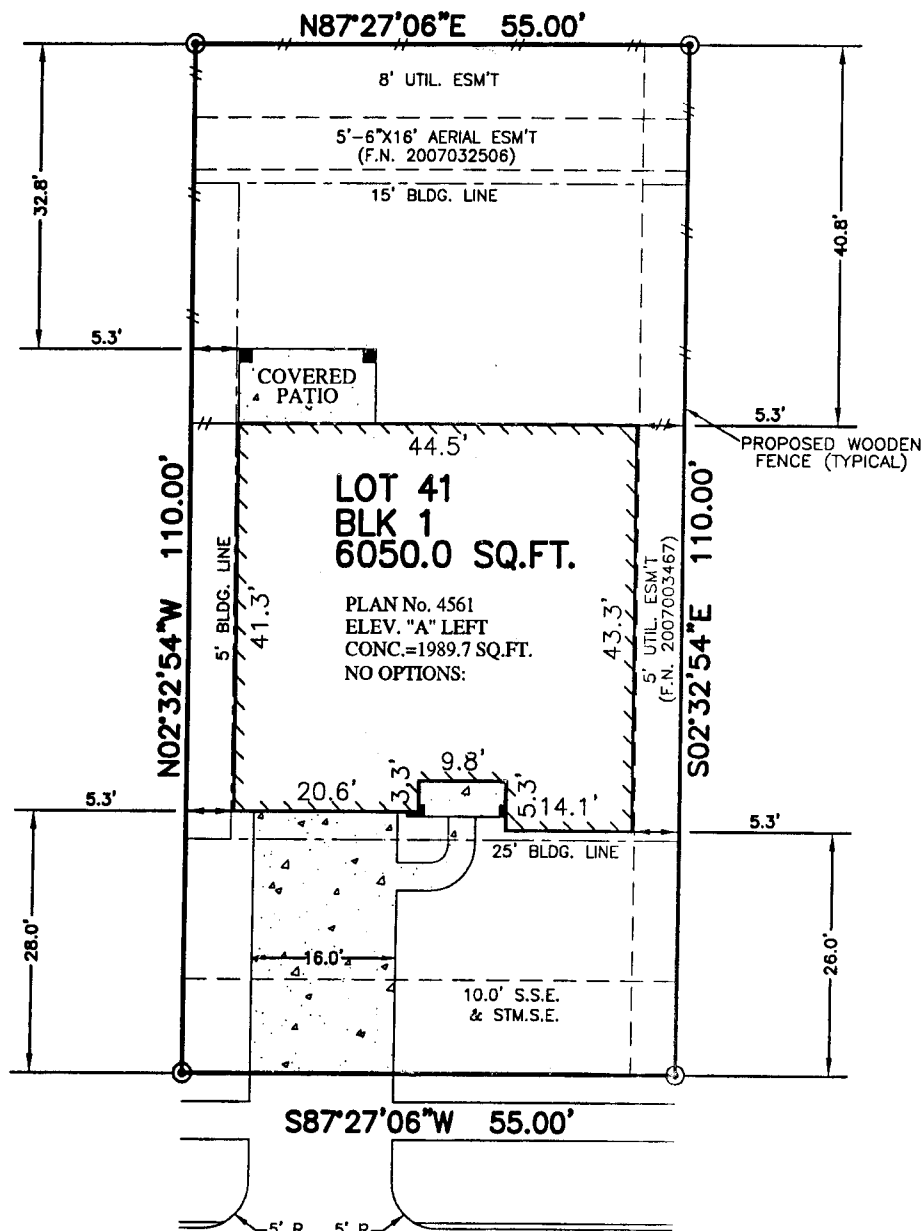 N87°27'06"E 55.00'
8' UTIL. ESM'T
5'-6"X16' AERIAL ESM'T
(F.N. 2007032506)
15' BLDG. LINE
32.8'
40.8'
5.3'
COVERED
PATIO
5.3'
PROPOSED WOODEN
FENCE (TYPICAL)
44.5'
LOT 41
BLK 1
6050.0 SQ.FT.
PLAN No. 4561
ELEV. "A" LEFT
CONC.=1989.7 SQ.FT.
NO OPTIONS:
N02°32'54"W 110.00'
5' BLDG. LINE
41.3'
43.3'
5' UTIL. ESM'T
(F.N. 2007003467)
S02°32'54"E 110.00'
9.8'
20.6'
3.3'
5.3'
14.1'
5.3'
5.3'
25' BLDG. LINE
28.0'
26.0'
16.0'
10.0' S.S.E.
& STM.S.E.
S87°27'06"W 55.00'
5' R
5' R